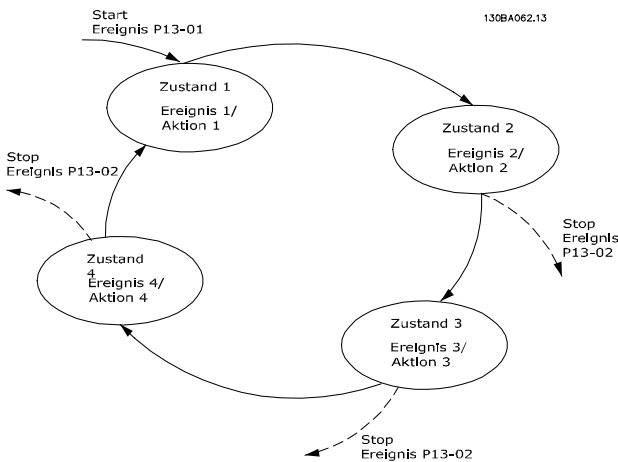 Start
Ereignis P13-01
130BA062.13
Zustand 1
Ereignis 1/
Aktion 1
Zustand 2
Ereignis 2/
Aktion 2
Stop
Ereignis P13-02
Stop
Ereignis
P13-02
Zustand
4
Ereignis 4/
Aktion 4
Zustand 3
Ereignis 3/
Aktion 3
Stop
Ereignis P13-02